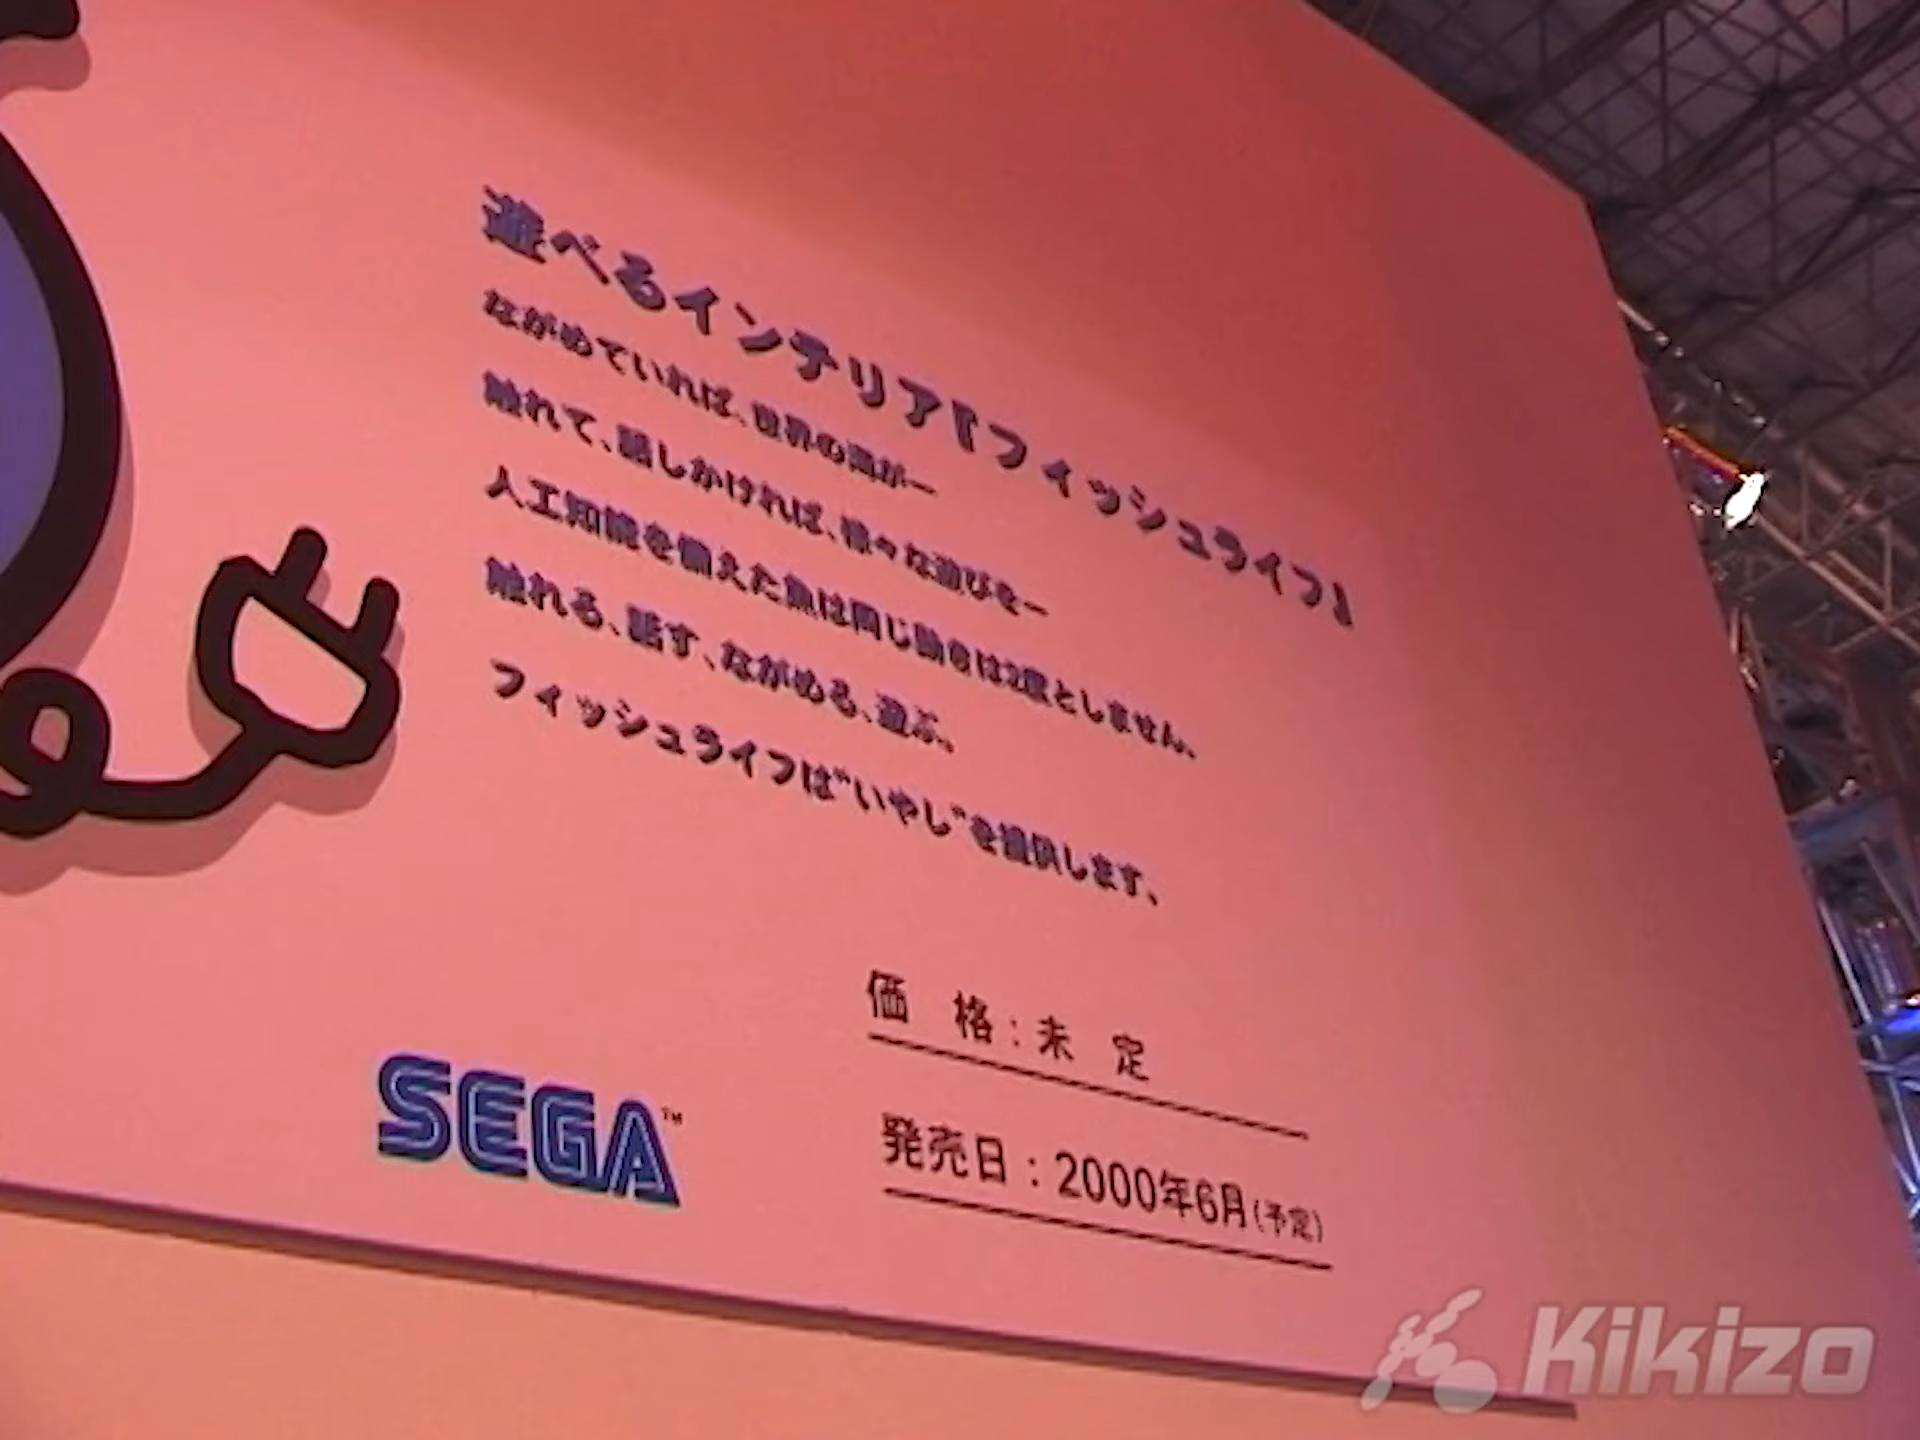 遊べるインテリア『フィッシュライフ』
ながめていれば、世界の海がー
触れて、話しかければ、様々な遊びをー
人工知能を備えた魚は同じ動きは2度としません。
触れる、話す、ながめる、遊ぶ。
フィッシュライフは“いやし”を提供します。
価 格:未 定
発売日:2000年6月(予定)
SEGA™
Kikizo